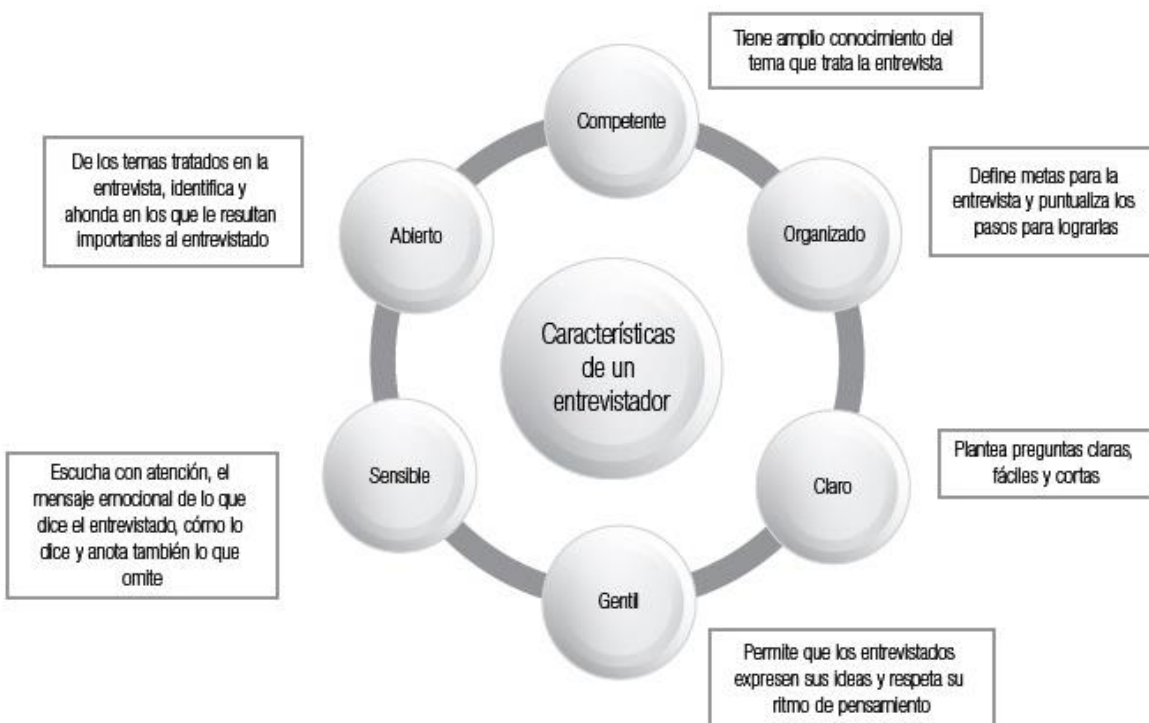 Tiene amplio conocimiento del
tema que trata la entrevista
Competente
De los temas tratados en la
entrevista, identifica y
ahonda en los que le resultan
importantes al entrevistado
Abierto
Define metas para la
entrevista y puntualiza los
pasos para lograrlas
Organizado
Característísticas
de un
entrevistador
Escucha con atención, el
mensaje emocional de lo que
dice el entrevistado, cómo lo
dice y anota también lo que
omite
Sensible
Plantea preguntas claras,
fáciles y cortas
Claro
Gentil
Permite que los entrevistados
expresen sus ideas y respeta su
ritmo de pensamiento